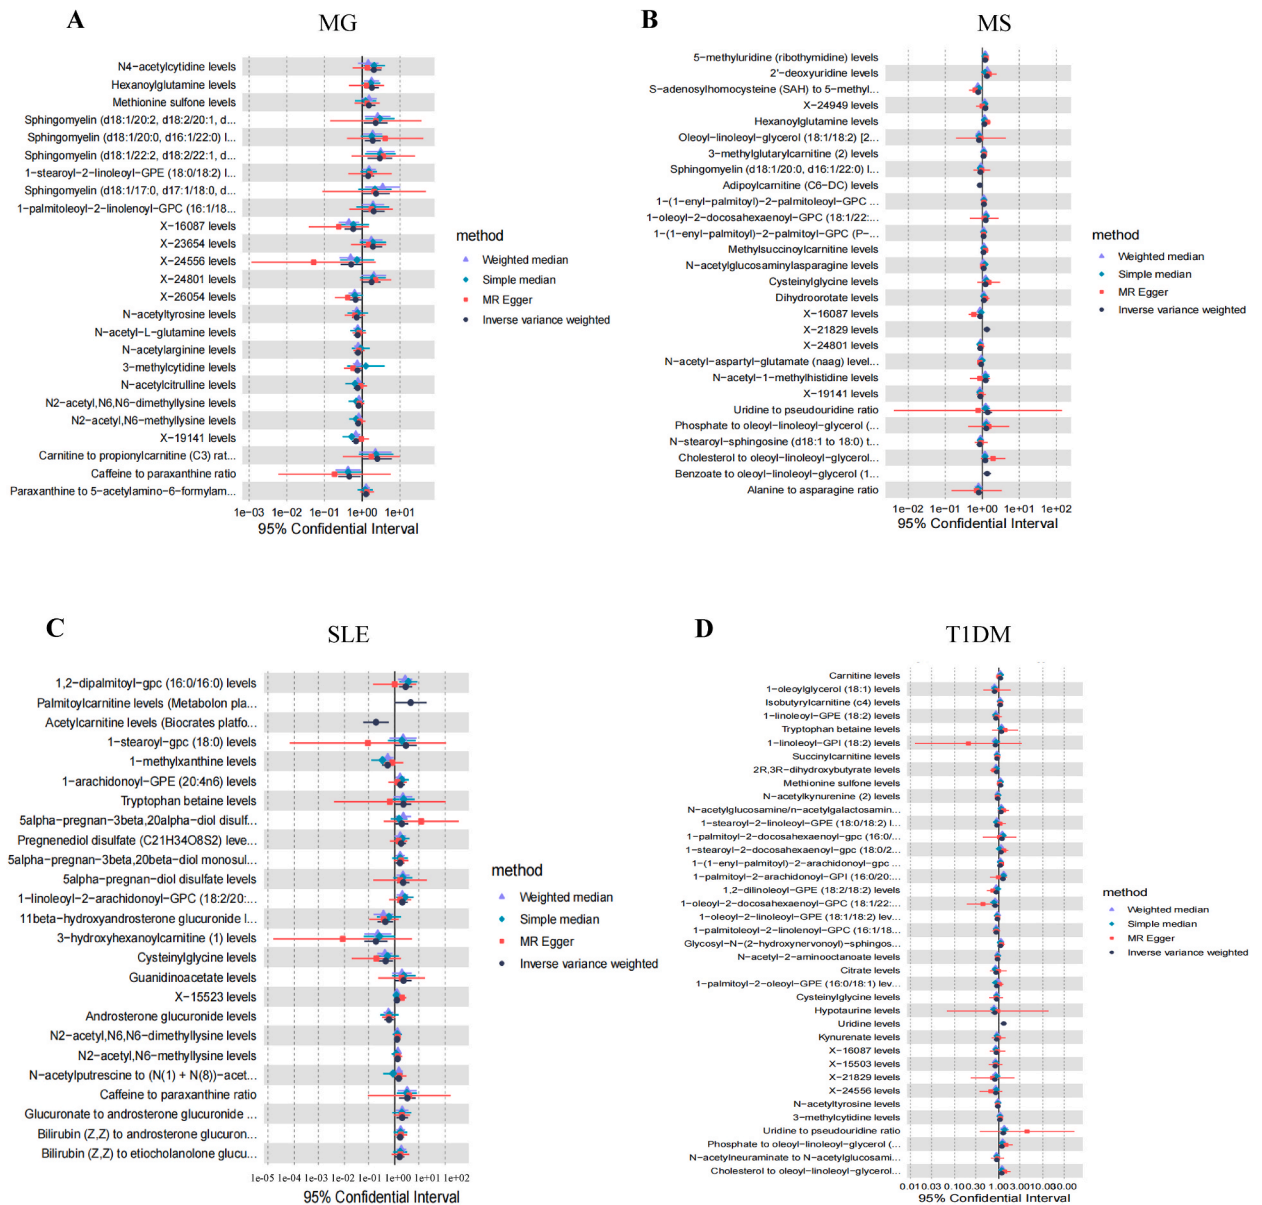 A
MG
N4-acetylcytidine levels
Hexanoylglutamine levels
Methionine sulfone levels
Sphingomyelin (d18:1/20:2, d18:2/20:1, d...
Sphingomyelin (d18:1/20:0, d16:1/22:0) l...
Sphingomyelin (d18:1/22:2, d18:2/22:1, d...
1-stearoyl-2-linoleoyl-GPE (18:0/18:2) l...
Sphingomyelin (d18:1/17:0, d17:1/18:0, d...
1-palmitoleoyl-2-linolenoyl-GPC (16:1/18...
X-16087 levels
X-23654 levels
X-24556 levels
X-24801 levels
X-26054 levels
N-acetyltyrosine levels
N-acetyl-L-glutamine levels
N-acetylarginine levels
3-methylcytidine levels
N-acetylcitrulline levels
N2-acetyl,N6,N6-dimethyllysine levels
N2-acetyl,N6-methyllysine levels
X-19141 levels
Carnitine to propionylcarnitine (C3) rat...
Caffeine to paraxanthine ratio
Paraxanthine to 5-acetylamino-6-formylam...
1e-03 1e-02 1e-01 1e+00 1e+01
95% Confidential Interval
method
Weighted median
Simple median
MR Egger
Inverse variance weighted
B
MS
5-methyluridine (ribothymidine) levels
2'-deoxyuridine levels
S-adenosylhomocysteine (SAH) to 5-methyl...
X-24949 levels
Hexanoylglutamine levels
Oleoyl-linoleoyl-glycerol (18:1/18:2) [2...
3-methylglutarylcarnitine (2) levels
Sphingomyelin (d18:1/20:0, d16:1/22:0) l...
Adipoylcarnitine (C6-DC) levels
1-(1-enyl-palmitoyl)-2-palmitoleoyl-GPC ...
1-oleoyl-2-docosahexaenoyl-GPC (18:1/22:...
1-(1-enyl-palmitoyl)-2-palmitoyl-GPC (P-...
Methylsuccinoylcarnitine levels
N-acetylglucosaminylasparagine levels
Cysteinylglycine levels
Dihydroorotate levels
X-16087 levels
X-21829 levels
X-24801 levels
N-acetyl-aspartyl-glutamate (naag) level...
N-acetyl-1-methylhistidine levels
X-19141 levels
Uridine to pseudouridine ratio
Phosphate to oleoyl-linoleoyl-glycerol (...
N-stearoyl-sphingosine (d18:1 to 18:0) t...
Cholesterol to oleoyl-linoleoyl-glycerol...
Benzoate to oleoyl-linoleoyl-glycerol (1...
Alanine to asparagine ratio
1e-02 1e-01 1e+00 1e+01 1e+02
95% Confidential Interval
method
Weighted median
Simple median
MR Egger
Inverse variance weighted
C
SLE
1,2-dipalmitoyl-gpc (16:0/16:0) levels
Palmitoylcarnitine levels (Metabolon pla...
Acetylcarnitine levels (Biocrates platfo...
1-stearoyl-gpc (18:0) levels
1-methylxanthine levels
1-arachidonoyl-GPE (20:4n6) levels
Tryptophan betaine levels
5alpha-pregnan-3beta,20alpha-diol disulf...
Pregnenediol disulfate (C21H34O8S2) leve...
5alpha-pregnan-3beta,20beta-diol monosul...
5alpha-pregnan-diol disulfate levels
1-linoleoyl-2-arachidonoyl-GPC (18:2/20:...
11beta-hydroxyandrosterone glucuronide l...
3-hydroxyhexanoylcarnitine (1) levels
Cysteinylglycine levels
Guanidinoacetate levels
X-15523 levels
Androsterone glucuronide levels
N2-acetyl,N6,N6-dimethyllysine levels
N2-acetyl,N6-methyllysine levels
N-acetylputrescine to (N(1) + N(8))-acet...
Caffeine to paraxanthine ratio
Glucuronate to androsterone glucuronide ...
Bilirubin (Z,Z) to androsterone glucuron...
Bilirubin (Z,Z) to etiocholanolone glucu...
1e-05 1e-04 1e-03 1e-02 1e-01 1e+00 1e+01 1e+02
95% Confidential Interval
method
Weighted median
Simple median
MR Egger
Inverse variance weighted
D
T1DM
Carnitine levels
1-oleoylglycerol (18:1) levels
Isobutyrylcarnitine (c4) levels
1-linoleoyl-GPE (18:2) levels
Tryptophan betaine levels
1-linoleoyl-GPI (18:2) levels
Succinylcarnitine levels
2R,3R-dihydroxybutyrate levels
Methionine sulfone levels
N-acetylkynurenine (2) levels
N-acetylglucosamine/n-acetylgalactosamin...
1-stearoyl-2-linoleoyl-GPE (18:0/18:2) l...
1-palmitoyl-2-docosahexaenoyl-gpc (16:0/...
1-stearoyl-2-docosahexaenoyl-gpc (18:0/2...
1-(1-enyl-palmitoyl)-2-arachidonoyl-gpc ...
1-palmitoyl-2-arachidonoyl-GPI (16:0/20:...
1,2-dilinoleoyl-GPE (18:2/18:2) levels
1-oleoyl-2-docosahexaenoyl-GPC (18:1/22:...
1-oleoyl-2-linoleoyl-GPE (18:1/18:2) lev...
1-palmitoleoyl-2-linolenoyl-GPC (16:1/18...
Glycosyl-N-(2-hydroxynervonoyl)-sphingos...
N-acetyl-2-aminooctanoate levels
Citrate levels
1-palmitoyl-2-oleoyl-GPE (16:0/18:1) lev...
Cysteinylglycine levels
Hypotaurine levels
Uridine levels
Kynurenate levels
X-16087 levels
X-15503 levels
X-21829 levels
X-24556 levels
N-acetyltyrosine levels
3-methylcytidine levels
Uridine to pseudouridine ratio
Phosphate to oleoyl-linoleoyl-glycerol (...
N-acetylneuraminate to N-acetylglucosami...
Cholesterol to oleoyl-linoleoyl-glycerol...
0.01 0.03 0.10 0.30 1.00 3.00 10.00 30.00
95% Confidential Interval
method
Weighted median
Simple median
MR Egger
Inverse variance weighted